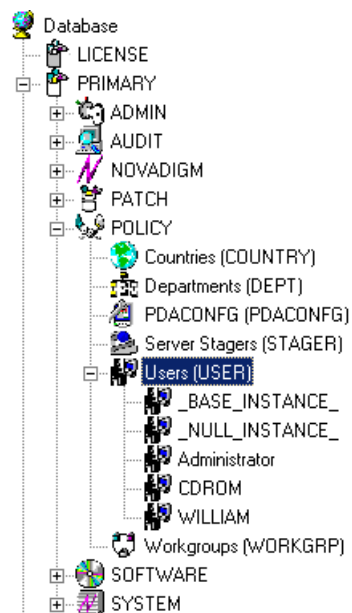 Database
LICENSE
PRIMARY
ADMIN
AUDIT
NOVADIGM
PATCH
POLICY
Countries (COUNTRY)
Departments (DEPT)
PDACONFG (PDACONFG)
Server Stagers (STAGER)
Users (USER)
_BASE_INSTANCE_
_NULL_INSTANCE_
Administrator
CDROM
WILLIAM
Workgroups (WORKGRP)
SOFTWARE
SYSTEM